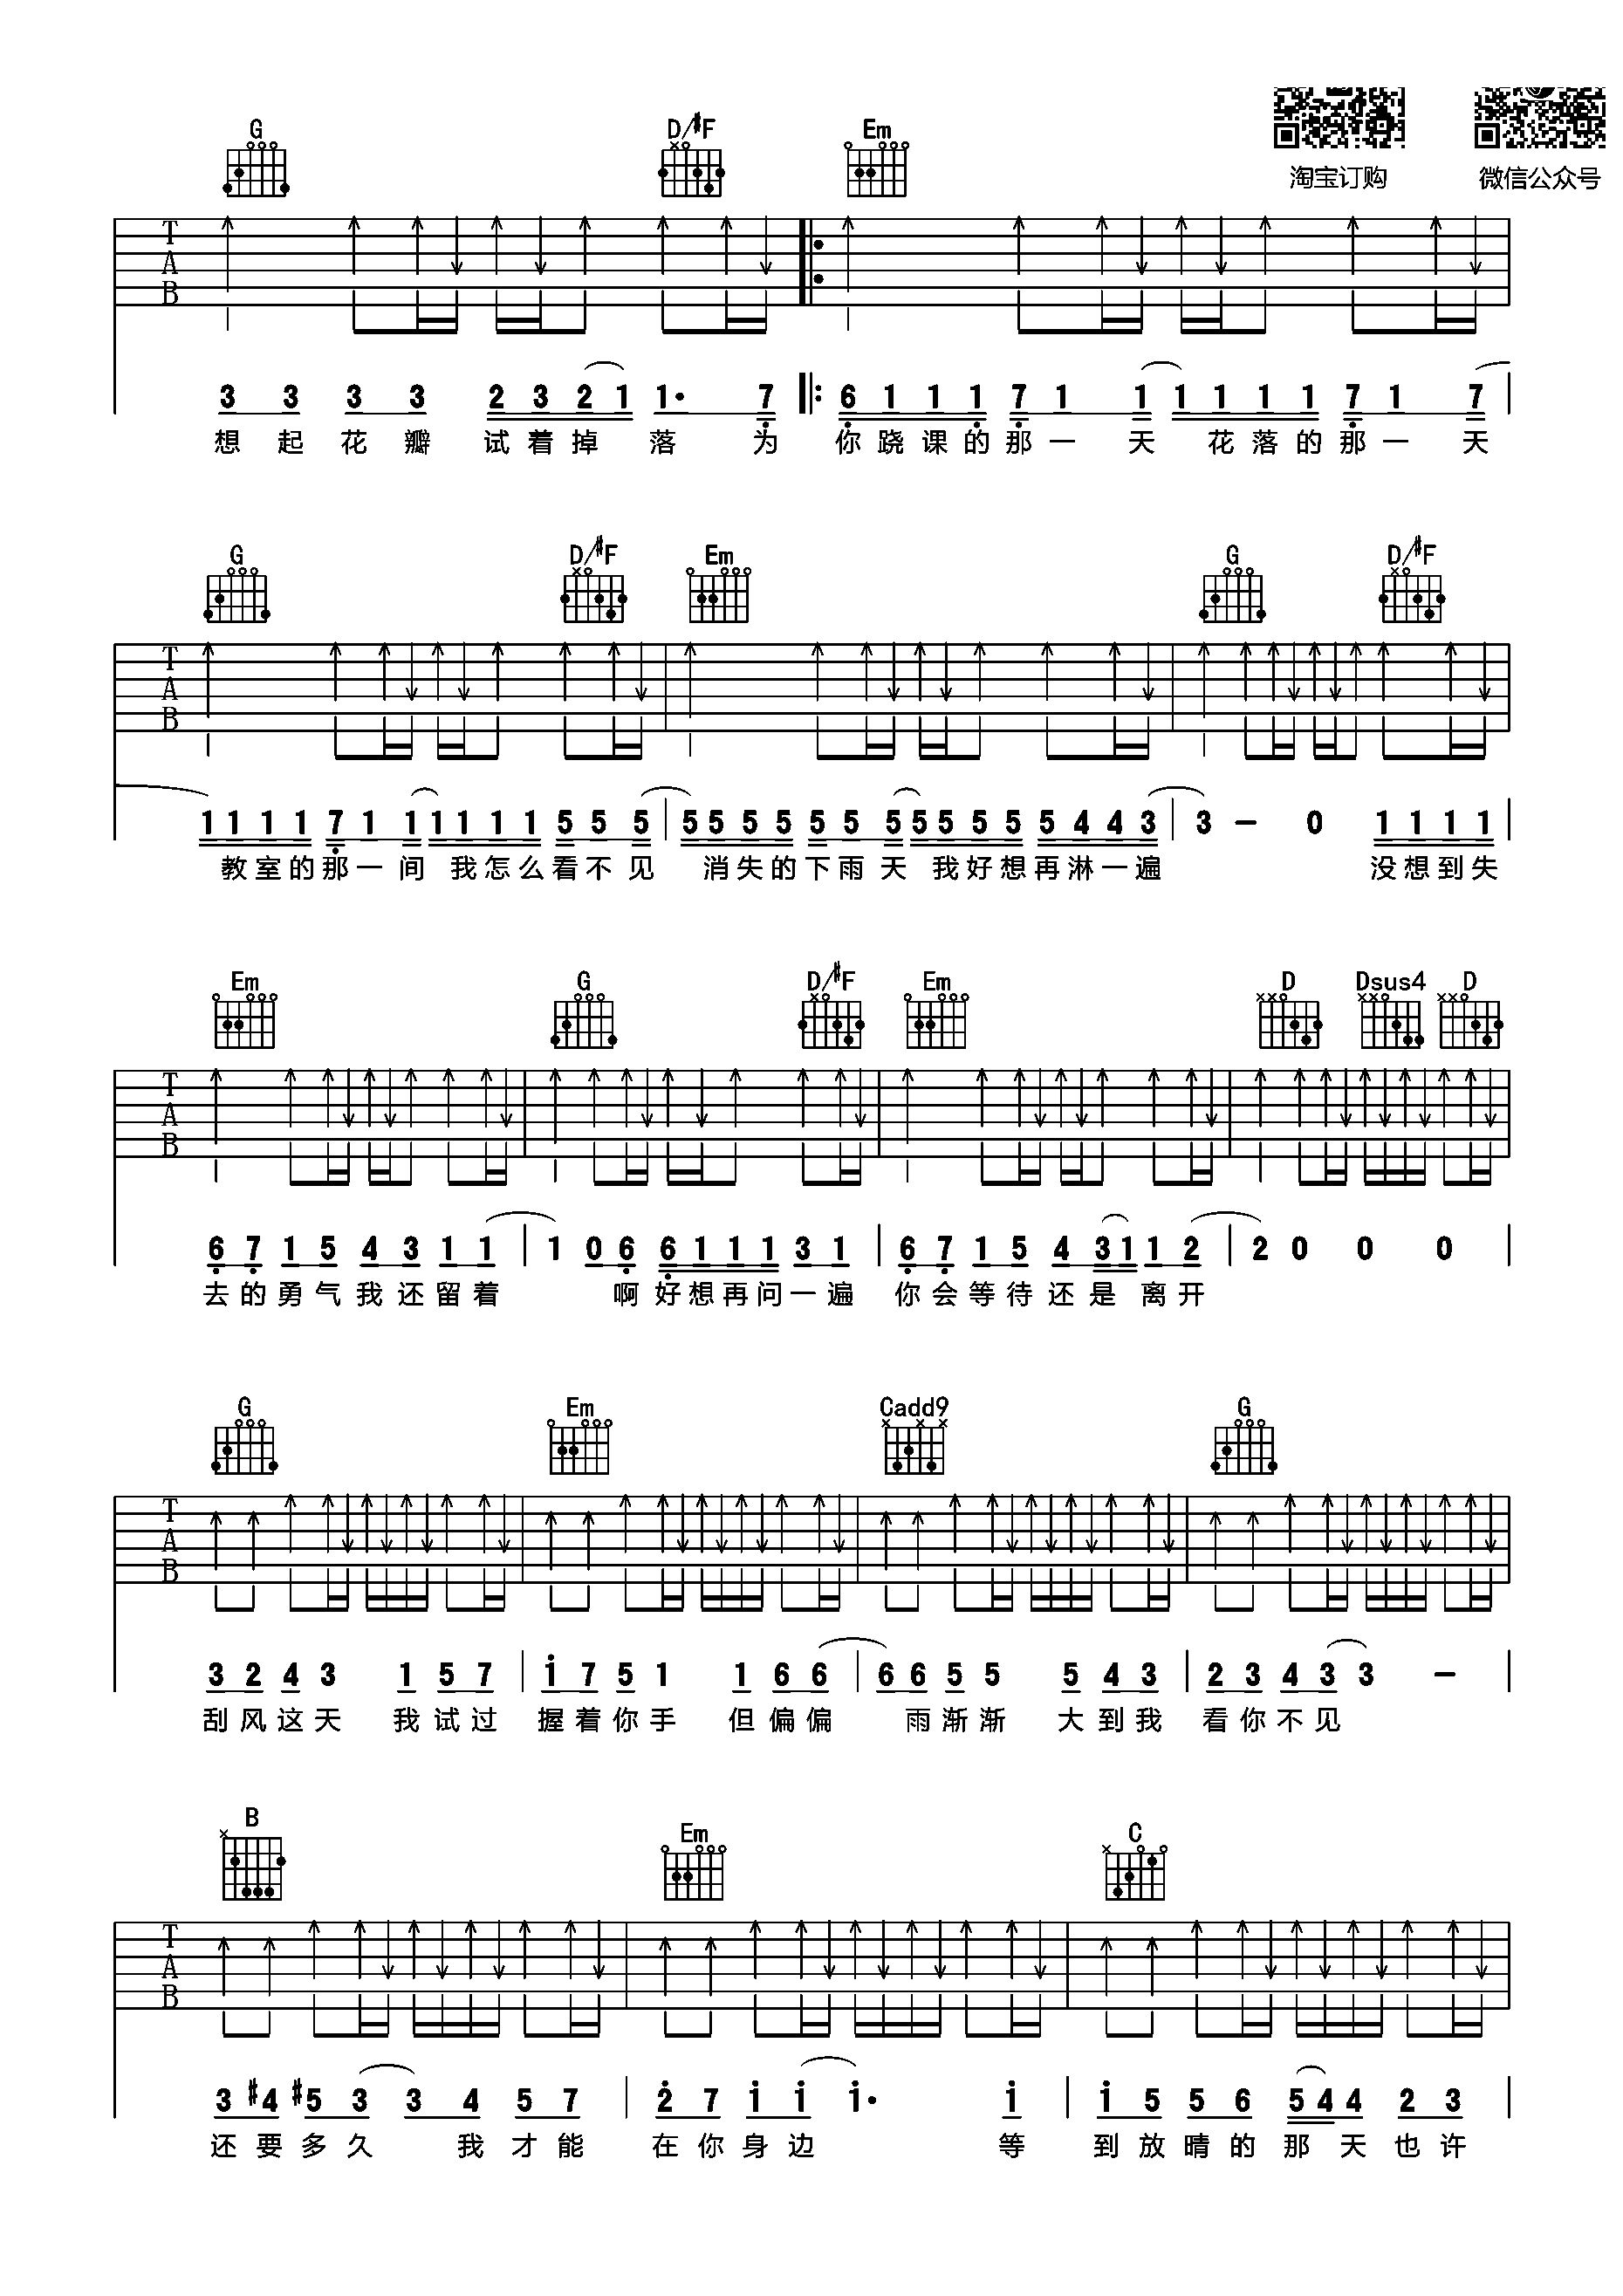 淘宝订购 微信公众号
G D/#F Em
T
A
B
3 3 3 3 2 3 2 1 1· 7 6 1 1 1 7 1 1 1 1 1 1 7 1 7
想起花瓣试着掉落为你跷课的那一天花落的那一天
G D/#F Em G D/#F
T
A
B
1 1 1 1 7 1 1 1 1 1 1 5 5 5 5 5 5 5 5 5 5 5 5 5 5 5 4 4 3 3 - 0 1 1 1 1
教室的那一间我怎么看不见消失的下雨天我好想再淋一遍没想到失
Em G D/#F Em D Dsus4 D
T
A
B
6 7 1 5 4 3 1 1 1 0 6 6 1 1 1 3 1 6 7 1 5 4 3 1 1 2 2 0 0 0
去的勇气我还留着啊好想再问一遍你会等待还是离开
G Em Cadd9 G
T
A
B
3 2 4 3 1 5 7 1 7 5 1 1 6 6 6 6 5 5 5 4 3 2 3 4 3 3 -
刮风这天我试过握着你手但偏偏雨渐渐大到我看你不见
B Em C
T
A
B
3 #4 #5 3 3 4 5 7 2 7 1 1 1· 1 1 5 5 6 5 4 4 2 3
还要多久我才能在你身边等到放晴的那天也许